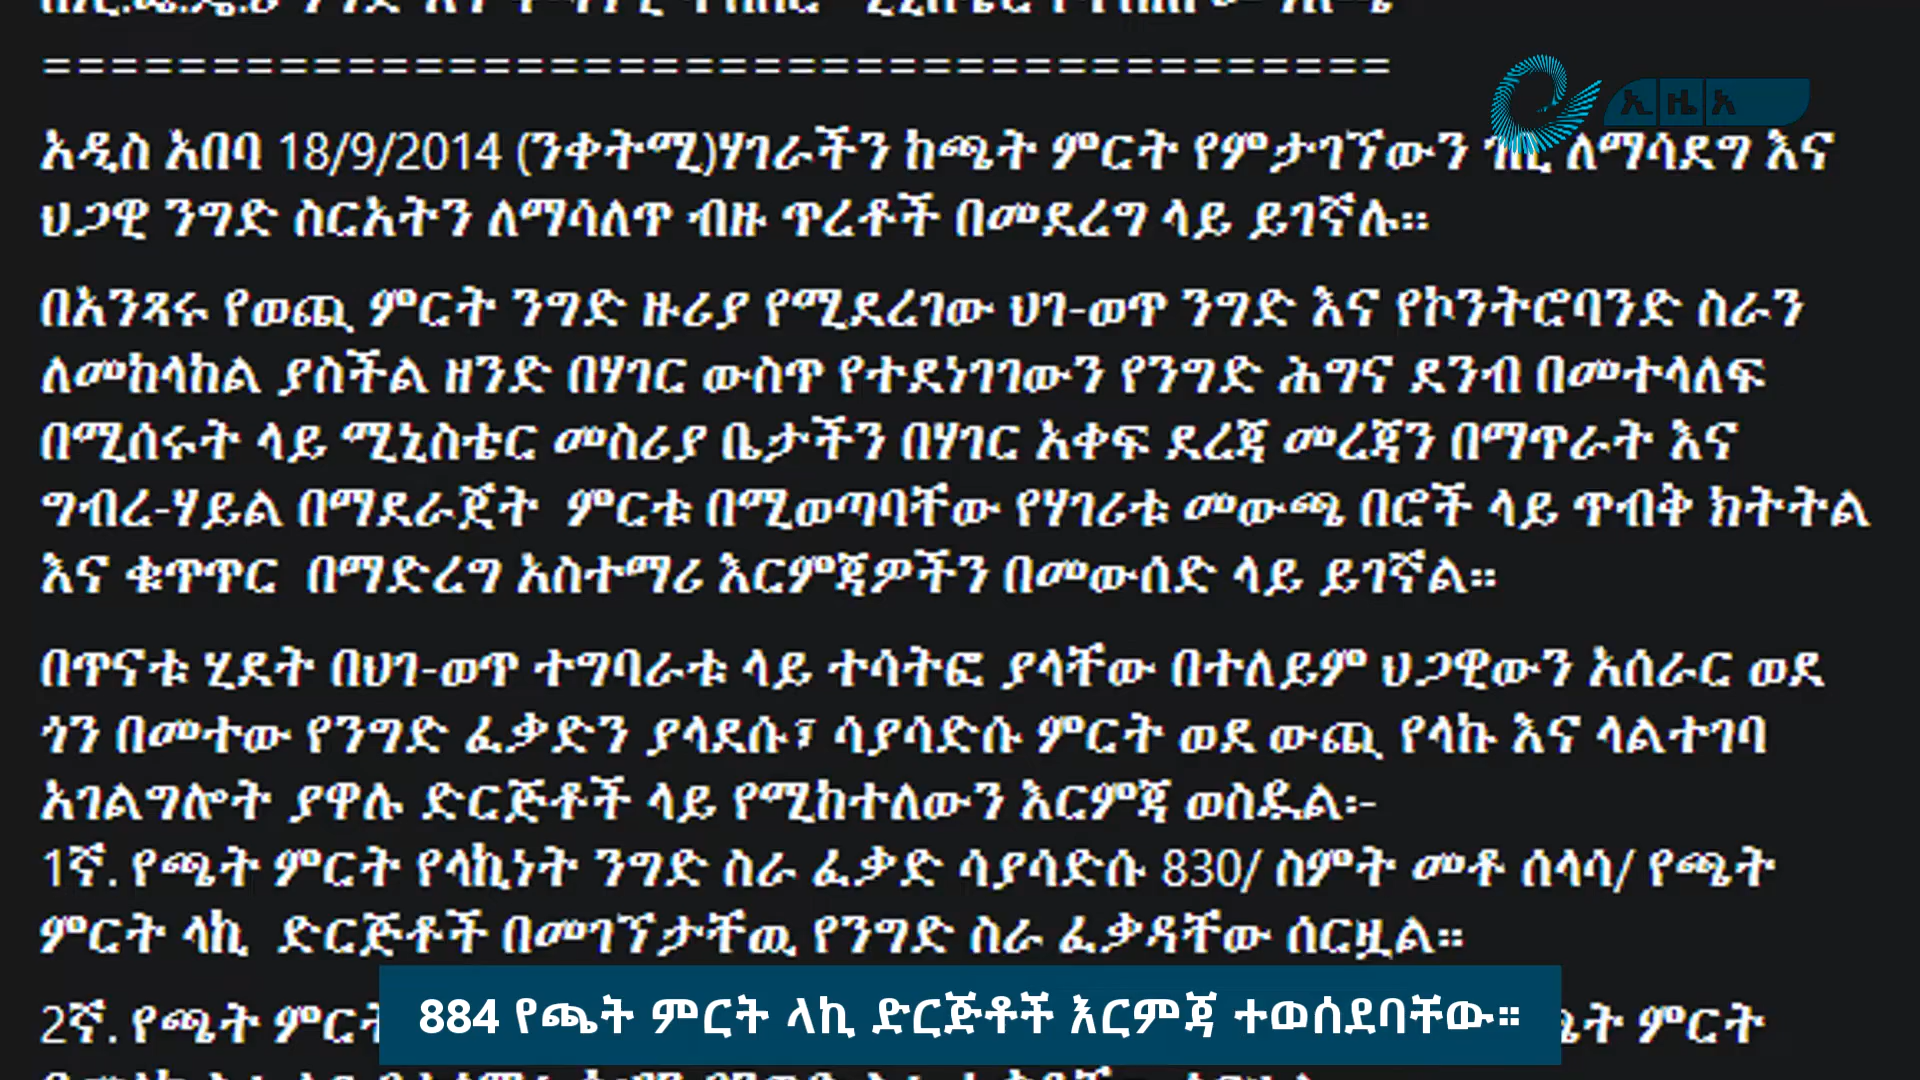 ==========================================
ኢዜአ
አዲስ አበባ 18/9/2014 (ንቀትሚ)ሃገራችን ከጫት ምርት የምታገኘውን ገቢ ለማሳደግ እና
ህጋዊ ንግድ ስርአትን ለማሳለጥ ብዙ ጥረቶች በመደረግ ላይ ይገኛሉ።
በአንጻሩ የወጪ ምርት ንግድ ዙሪያ የሚደረገው ህገ-ወጥ ንግድ እና የኮንትሮባንድ ስራን
ለመከላከል ያስችል ዘንድ በሃገር ውስጥ የተደነገገውን የንግድ ሕግና ደንብ በመተላለፍ
በሚሰሩት ላይ ሚኒስቴር መስሪያ ቤታችን በሃገር አቀፍ ደረጃ መረጃን በማጥራት እና
ግብረ-ሃይል በማደራጀት ምርቱ በሚወጣባቸው የሃገሪቱ መውጫ በሮች ላይ ጥብቅ ክትትል
እና ቁጥጥር በማድረግ አስተማሪ እርምጃዎችን በመውሰድ ላይ ይገኛል።
በጥናቱ ሂደት በህገ-ወጥ ተግባራቱ ላይ ተሳትፎ ያላቸው በተለይም ህጋዊውን አሰራር ወደ
ጎን በመተው የንግድ ፈቃድን ያላደሱ፣ ሳያሳድሱ ምርት ወደ ውጪ የላኩ እና ላልተገባ
አገልግሎት ያዋሉ ድርጅቶች ላይ የሚከተለውን እርምጃ ወስዷል፡-
1ኛ. የጫት ምርት የላኪነት ንግድ ስራ ፈቃድ ሳያሳድሱ 830/ ስምት መቶ ሰላሳ/ የጫት
ምርት ላኪ ድርጅቶች በመገኘታቸዉ የንግድ ስራ ፈቃዳቸው ሰርዟል።
2ኛ. የጫት ምርት
ምርት
884 የጫት ምርት ላኪ ድርጅቶች እርምጃ ተወሰደባቸው።